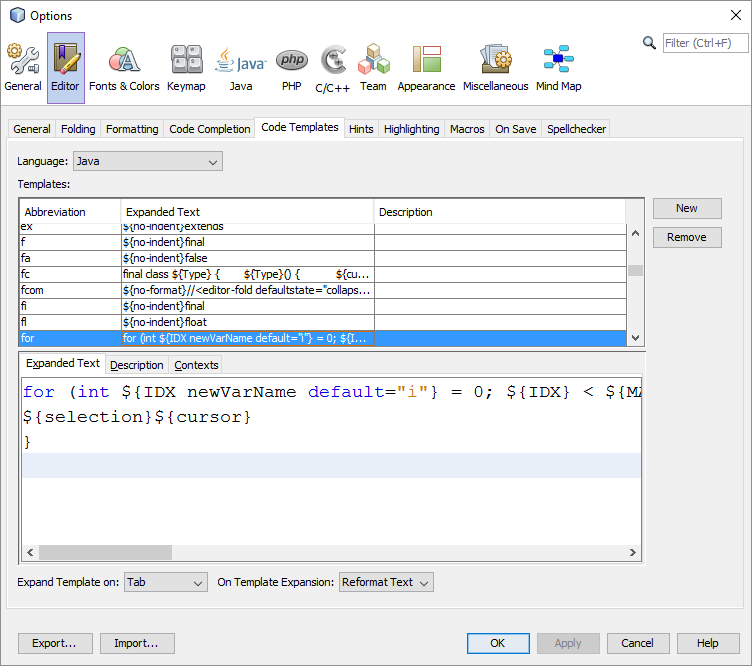 Options
Filter (Ctrl+F)
General Editor Fonts & Colors Keymap Java PHP C/C++ Team Appearance Miscellaneous Mind Map
General Folding Formatting Code Completion Code Templates Hints Highlighting Macros On Save Spellchecker
Language: Java
Templates:
Abbreviation Expanded Text Description
ex ${no-indent}extends
f ${no-indent}final
fa ${no-indent}false
fc final class ${Type} { ${Type}() { ${cu...
fcom ${no-format}//<editor-fold defaultstate="collaps...
fi ${no-indent}final
fl ${no-indent}float
for for (int ${IDX newVarName default="i"} = 0; ${I...
New
Remove
Expanded Text Description Contexts
for (int ${IDX newVarName default="i"} = 0; ${IDX} < ${MA
${selection}${cursor}
}
Expand Template on: Tab On Template Expansion: Reformat Text
Export... Import... OK Apply Cancel Help